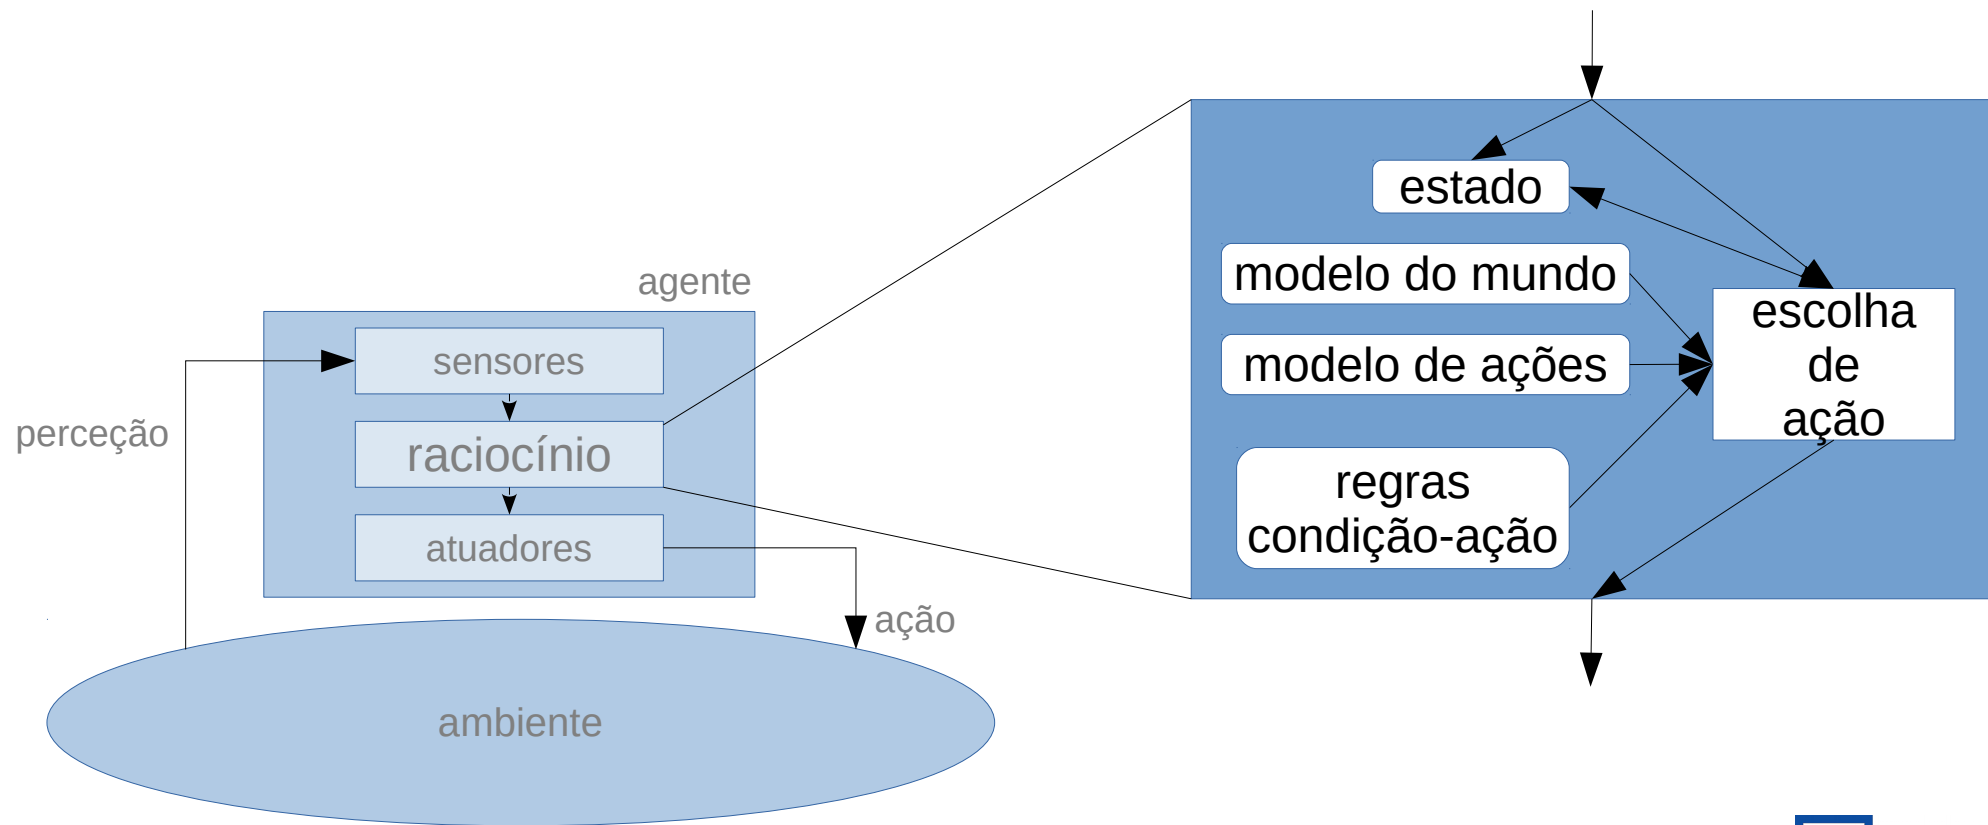 agente
sensores
perceção
raciocínio
atuadores
ação
ambiente
estado
modelo do mundo
modelo de ações
regras
condição-ação
escolha
de
ação